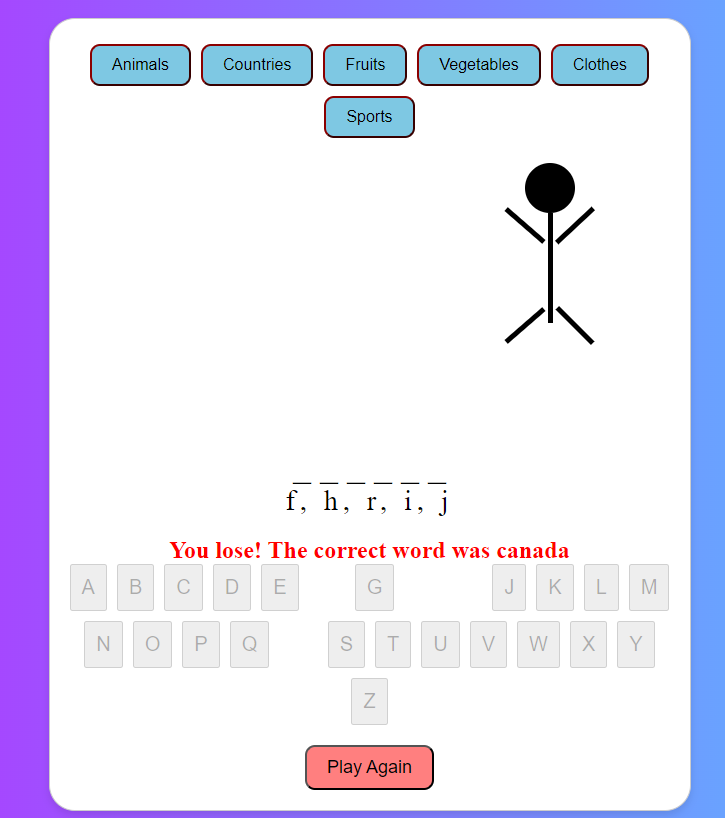 Animals Countries Fruits Vegetables Clothes
Sports
_ _ _ _ _ _
f, h, r, i, j
You lose! The correct word was canada
A B C D E G J K L M
N O P Q S T U V W X Y
Z
Play Again